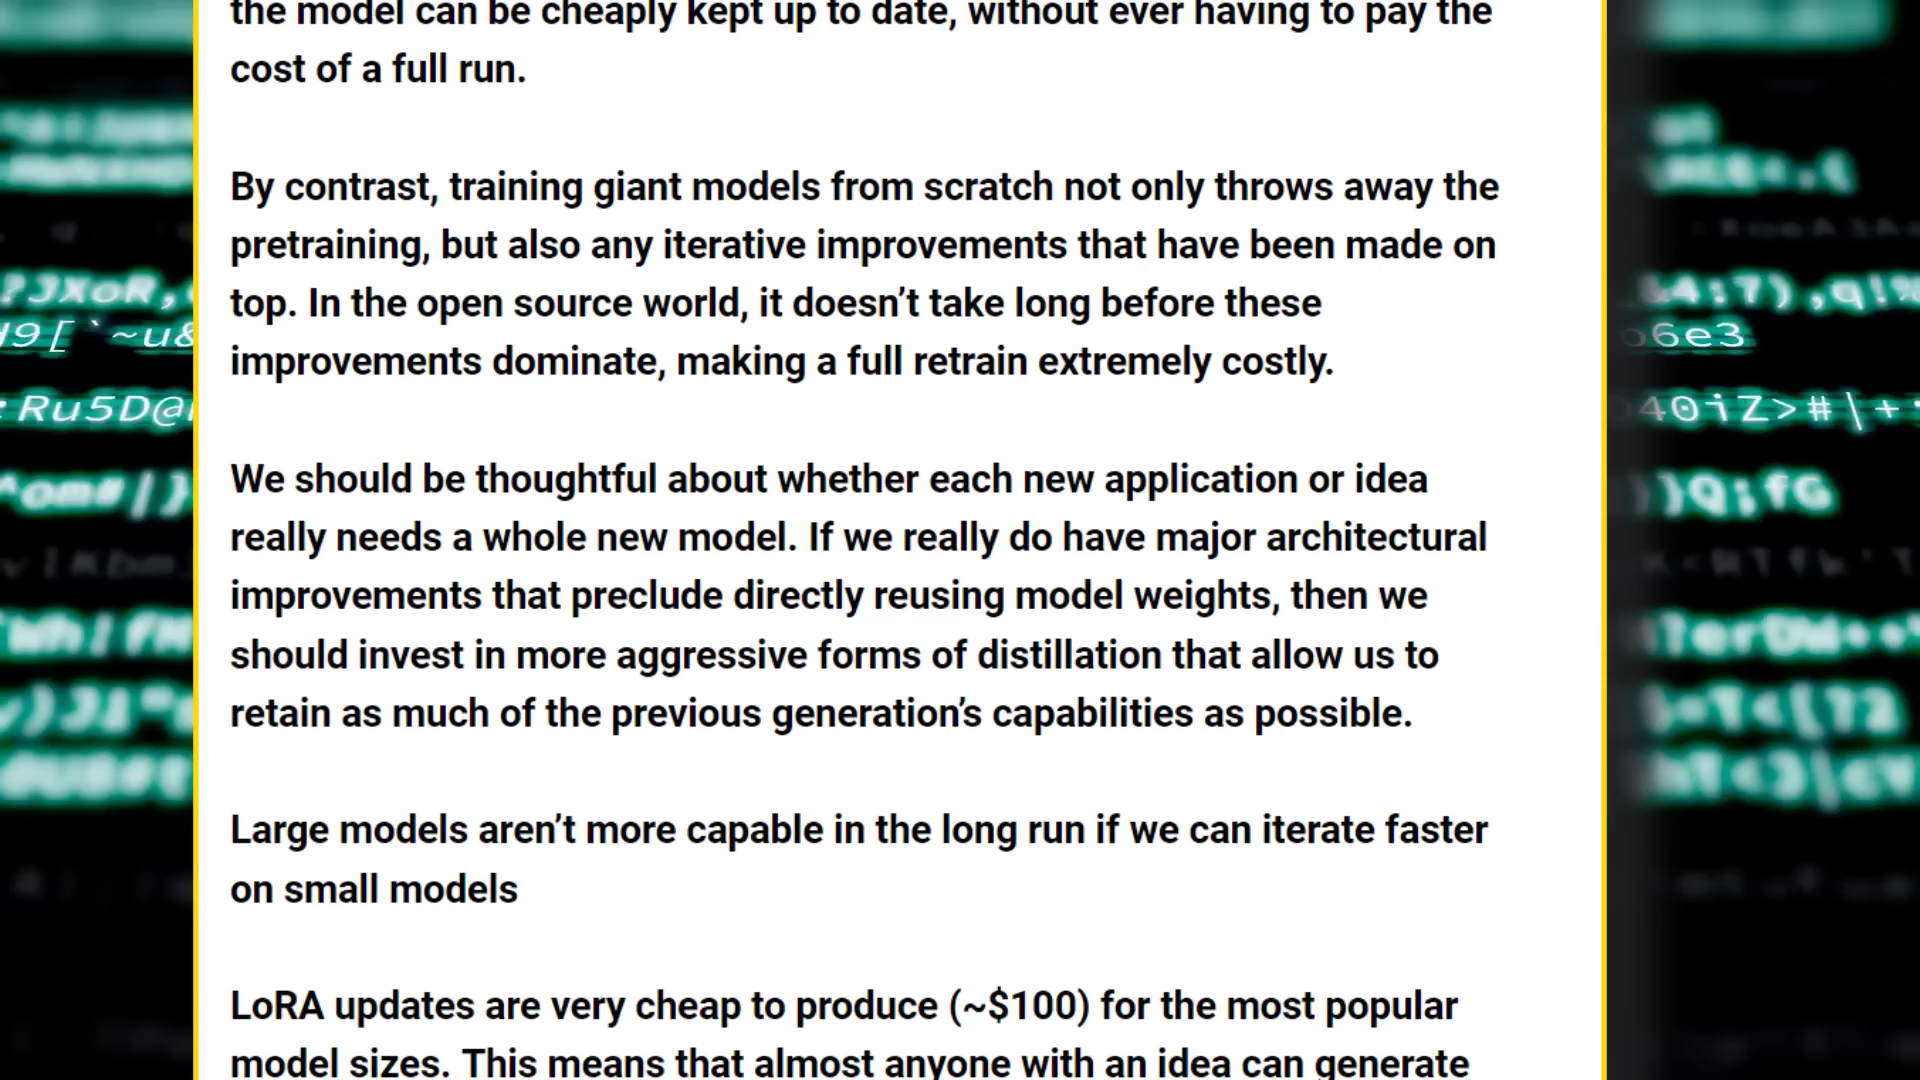 the model can be cheaply kept up to date, without ever having to pay the
cost of a full run.
By contrast, training giant models from scratch not only throws away the
pretraining, but also any iterative improvements that have been made on
top. In the open source world, it doesn’t take long before these
improvements dominate, making a full retrain extremely costly.
We should be thoughtful about whether each new application or idea
really needs a whole new model. If we really do have major architectural
improvements that preclude directly reusing model weights, then we
should invest in more aggressive forms of distillation that allow us to
retain as much of the previous generation’s capabilities as possible.
Large models aren’t more capable in the long run if we can iterate faster
on small models
LoRA updates are very cheap to produce (~$100) for the most popular
model sizes. This means that almost anyone with an idea can generate